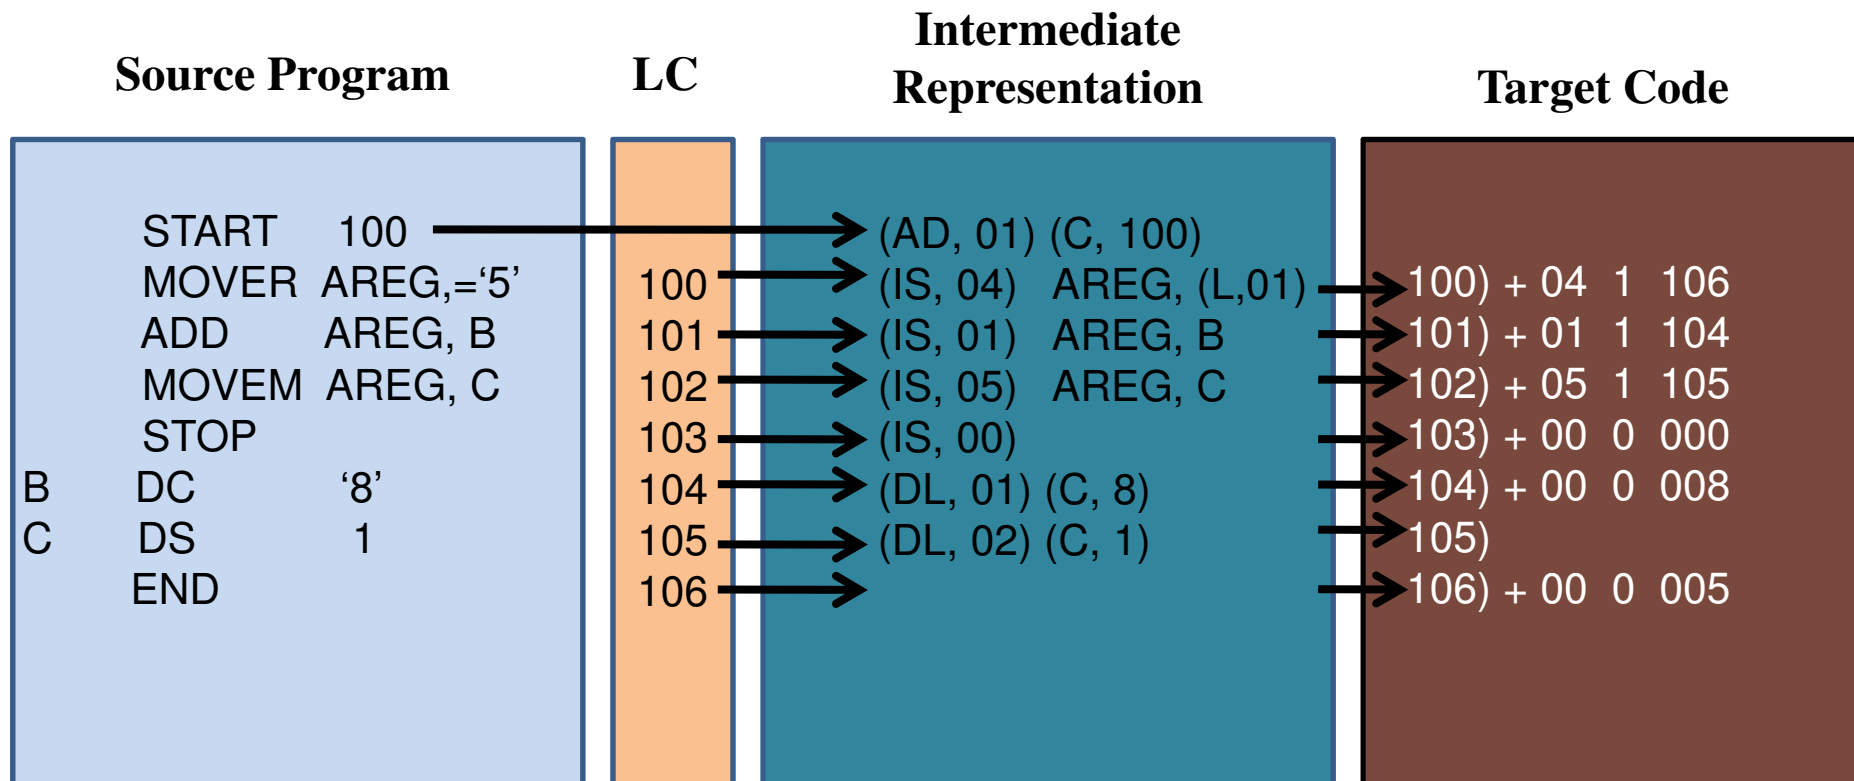 Source Program LC Intermediate Representation Target Code
START 100 (AD, 01) (C, 100)
MOVER AREG,=‘5’ 100 (IS, 04) AREG, (L,01) 100) + 04 1 106
ADD AREG, B 101 (IS, 01) AREG, B 101) + 01 1 104
MOVEM AREG, C 102 (IS, 05) AREG, C 102) + 05 1 105
STOP 103 (IS, 00) 103) + 00 0 000
B DC ‘8’ 104 (DL, 01) (C, 8) 104) + 00 0 008
C DS 1 105 (DL, 02) (C, 1) 105)
END 106 106) + 00 0 005